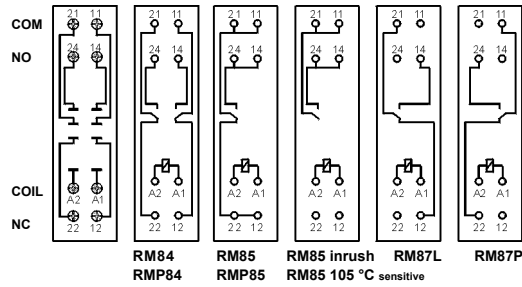 21 11 21 11 21 11 21 11 21 11 21 11
COM
NO
24 14 24 14 24 14 24 14 24 14 24 14
COIL
A2 A1 A2 A1 A2 A1 A2 A1 A2 A1 A2 A1
NC
22 12 22 12 22 12 22 12 22 12 22 12
RM84 RM85 RM85 inrush RM87L RM87P
RMP84 RMP85 RM85 105 °C sensitive